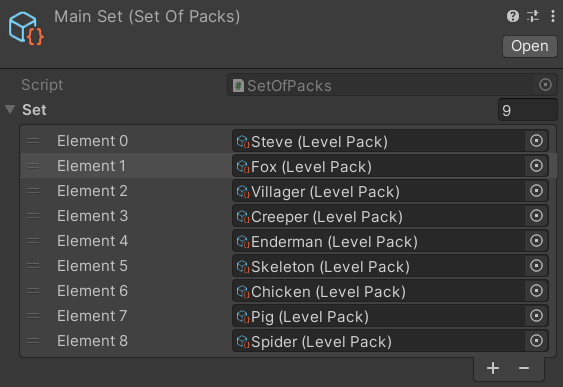 Main Set (Set Of Packs)
Open
Script SetOfPacks
Set 9
Element 0 Steve (Level Pack)
Element 1 Fox (Level Pack)
Element 2 Villager (Level Pack)
Element 3 Creeper (Level Pack)
Element 4 Enderman (Level Pack)
Element 5 Skeleton (Level Pack)
Element 6 Chicken (Level Pack)
Element 7 Pig (Level Pack)
Element 8 Spider (Level Pack)